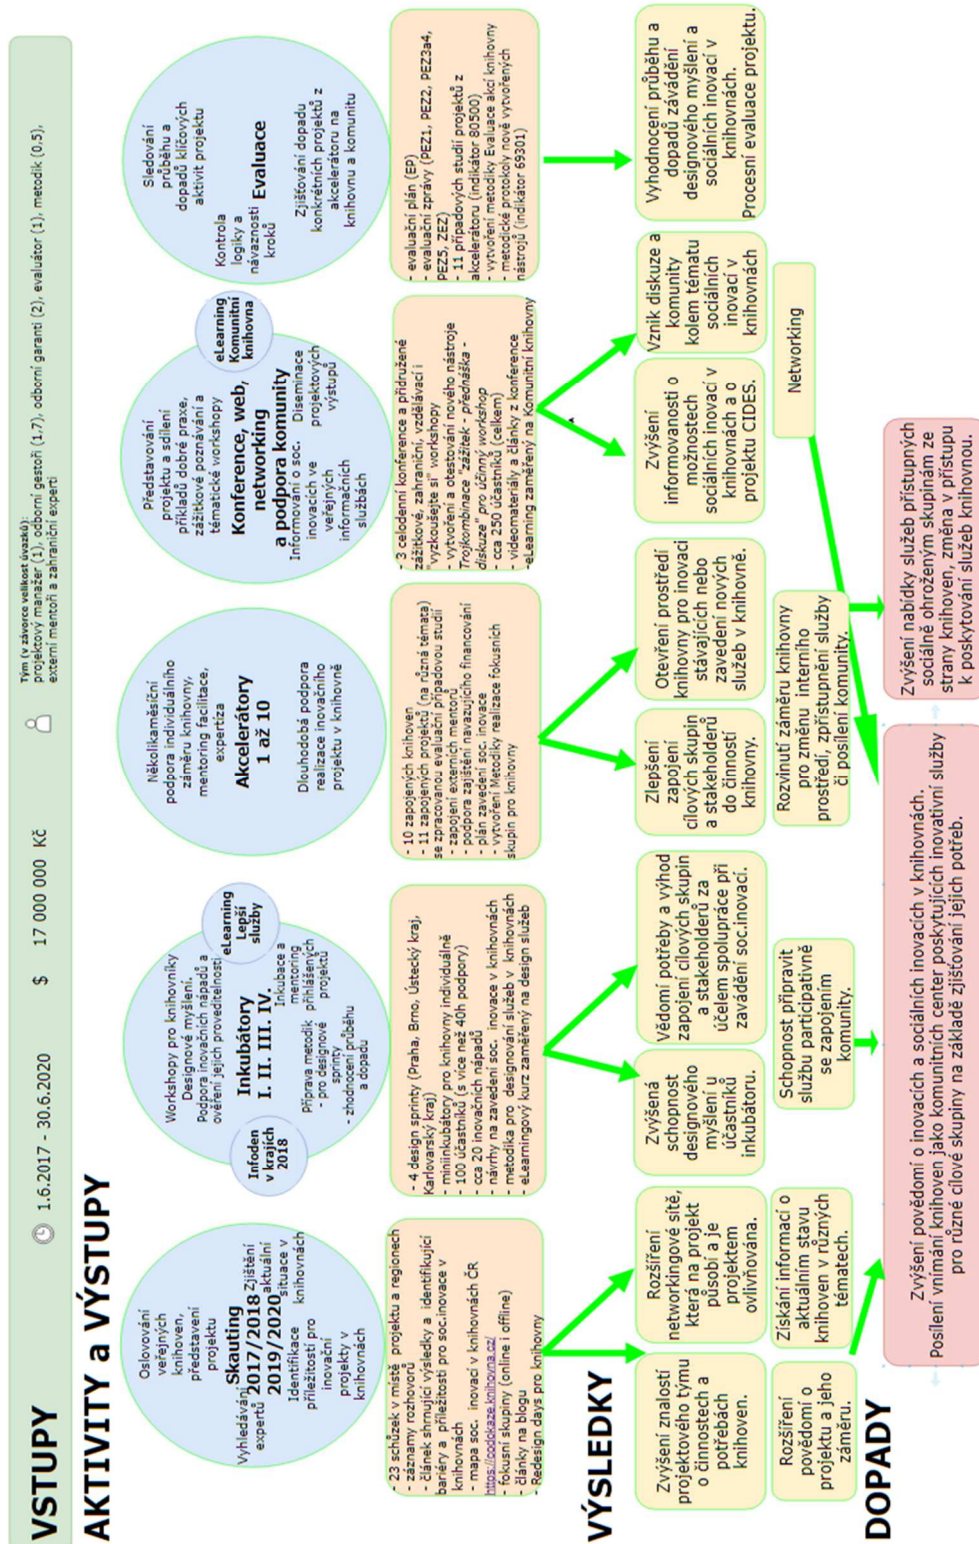 VSTUPY
1.6.2017 - 30.6.2020
$
17 000 000 Kč
Tým (v závorce velikost úvazků):
projektový manažer (1), odborní gestoři (1.7), odborní garanti (2), evaluátor (1), metodik (0.5),
externí mentoři a zahraniční experti
AKTIVITY a VÝSTUPY
Oslovování
veřejných
knihoven,
představení
projektu
Skauting
2017/2018
2019/2020
Vyhledávání
expertů
Zjištění
aktuální
situace v
knihovnách
Identifikace
příležitostí pro
inovační
projekty v
knihovnách
Infoden
v krajích
2018
Workshopy pro knihovníky
Designové myšlení.
Podpora inovačních nápadů a
ověření jejich proveditelnosti
Inkubátory
I. II. III. IV.
Příprava metodik
- pro designové
sprinty
- zhodnocení průběhu
a dopadu
Inkubace a
mentoring
přihlášených
projektů
eLearning
Lepší
služby
Několikaměsíční
podpora individuálního
záměru knihovny,
mentoring facilitace,
expertíza
Akcelerátory
1 až 10
Dlouhodobá podpora
realizace inovačního
projektu v knihovně
Představování
projektu a sdílení
příkladů dobré praxe,
zážitkové poznávání a
tématické workshopy
Konference, web,
networking
a podpora komunity
Informování o soc.
inovacích ve
veřejných
informačních
službách
Diseminace
projektových
výstupů
eLearning
Komunitní
knihovna
Sledování
průběhu a
dopadů klíčových
aktivit projektu
Kontrola
logiky a
návaznosti
kroků
Evaluace
Zjišťování dopadu
konkrétních projektů z
akcelerátoru na
knihovnu a komunitu
- 23 schůzek v místě projektu a regionech
- záznamy rozhovorů
- článek shrnující výsledky a identifikující
bariéry a příležitosti pro soc.inovace v
knihovnách
- mapa soc. inovací v knihovnách ČR
https://codokaze.knihovna.cz/
- fokusní skupiny (online i offline)
- články na blogu
- Redesign days pro knihovny
- 4 design sprinty (Praha, Brno, Ústecký kraj,
Karlovarský kraj)
- miniinkubátory pro knihovny individuálně
- 100 účastníků (s více než 40h podpory)
- cca 20 inovačních nápadů
- návrhy na zavedení soc. inovace v knihovnách
- metodika pro designování služeb v knihovnách
- eLearningový kurz zaměřený na design služeb
- 10 zapojených knihoven
- 11 zapojených projektů (na různá témata)
se zpracovanou evaluační případovou studií
- zapojení externích mentorů
- podpora zajištění navazujícího financování
- plán zavedení soc. inovace
- vytvoření Metodiky realizace fokusních
skupin pro knihovny
- 3 celodenní konference a přidružené
zážitkové, zahraniční, vzdělávací i
"vyzkoušejte si" workshopy
- vytvoření a otestování nového nástroje
Trojkombinace "zážitek - přednáška -
diskuze" pro účinný workshop
- cca 250 účastníků (celkem)
- videomateriály a články z konference
-eLearning zaměřený na Komunitní knihovny
- evaluační plán (EP)
- evaluační zprávy (PEZ1, PEZ2, PEZ3a4,
PEZ5, ZEZ)
- 11 případových studií projektů z
akcelerátoru (indikátor 80500)
- vytvoření metodiky Evaluace akcí knihovny
- metodické protokoly nově vytvořených
nástrojů (indikátor 69301)
VÝSLEDKY
Zvýšení znalostí
projektového týmu
o činnostech a
potřebách
knihoven.
Rozšíření
networkingové sítě,
která na projekt
působí a je
projektem
ovlivňována.
Zvýšená
schopnost
designového
myšlení u
účastníků
inkubátoru.
Vědomí potřeby a výhod
zapojení cílových skupin
a stakeholderů za
účelem spolupráce při
zavádění soc.inovací.
Zlepšení
zapojení
cílových skupin
a stakeholderů
do činností
knihovny.
Otevření prostředí
knihovny pro inovaci
stávajících nebo
zavedení nových
služeb v knihovně.
Zvýšení
informovanosti o
možnostech
sociálních inovací v
knihovnách a o
projektu CIDES.
Vznik diskuze a
komunity
kolem tématu
sociálních
inovací v
knihovnách
Vyhodnocení průběhu a
dopadů zavádění
designového myšlení a
sociálních inovací v
knihovnách.
Procesní evaluace projektu.
Rozšíření
povědomí o
projektu a jeho
záměru.
Získání informací o
aktuálním stavu
knihoven v různých
tématech.
Schopnost připravit
službu participativně
se zapojením
komunity.
Rozvinutí záměru knihovny
pro změnu interního
prostředí, zpřístupnění služby
či posílení komunity.
Networking
DOPADY
Zvýšení povědomí o inovacích a sociálních inovacích v knihovnách.
Posílení vnímání knihoven jako komunitních center poskytujících inovativní služby
pro různé cílové skupiny na základě zjišťování jejich potřeb.
Zvýšení nabídky služeb přístupných
sociálně ohroženým skupinám ze
strany knihoven, změna v přístupu
k poskytování služeb knihovnou.